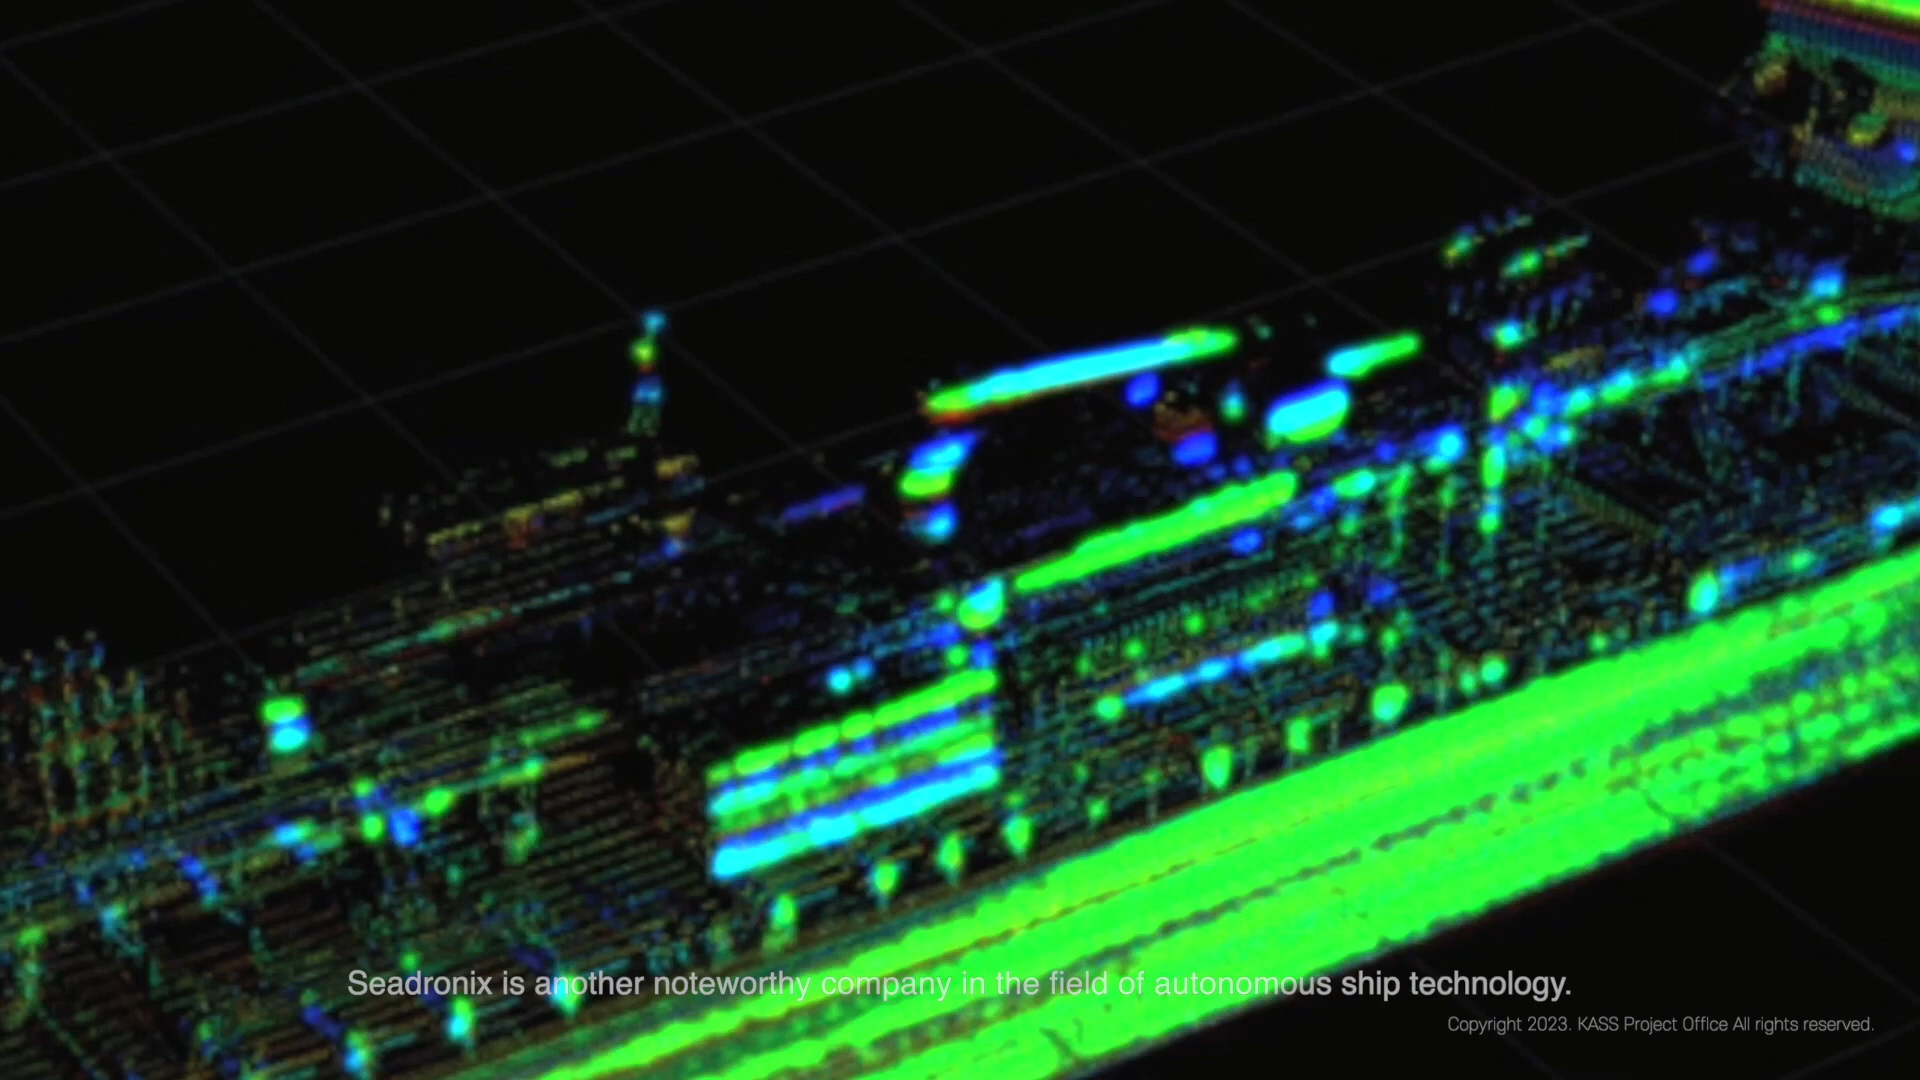 Seadronix is another noteworthy company in the field of autonomous ship technology.
Copyright 2023. KASS Project Office All rights reserved.